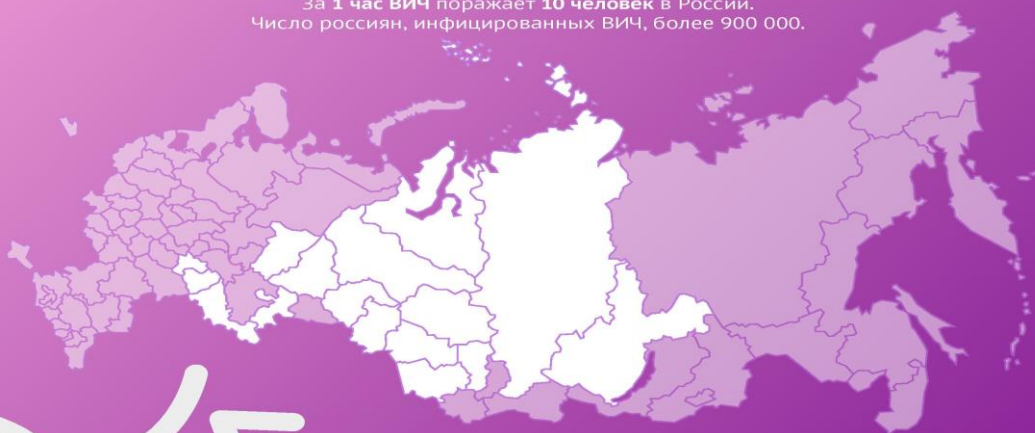 За 1 час ВИЧ поражает 10 человек в России.
Число россиян, инфицированных ВИЧ, более 900 000.